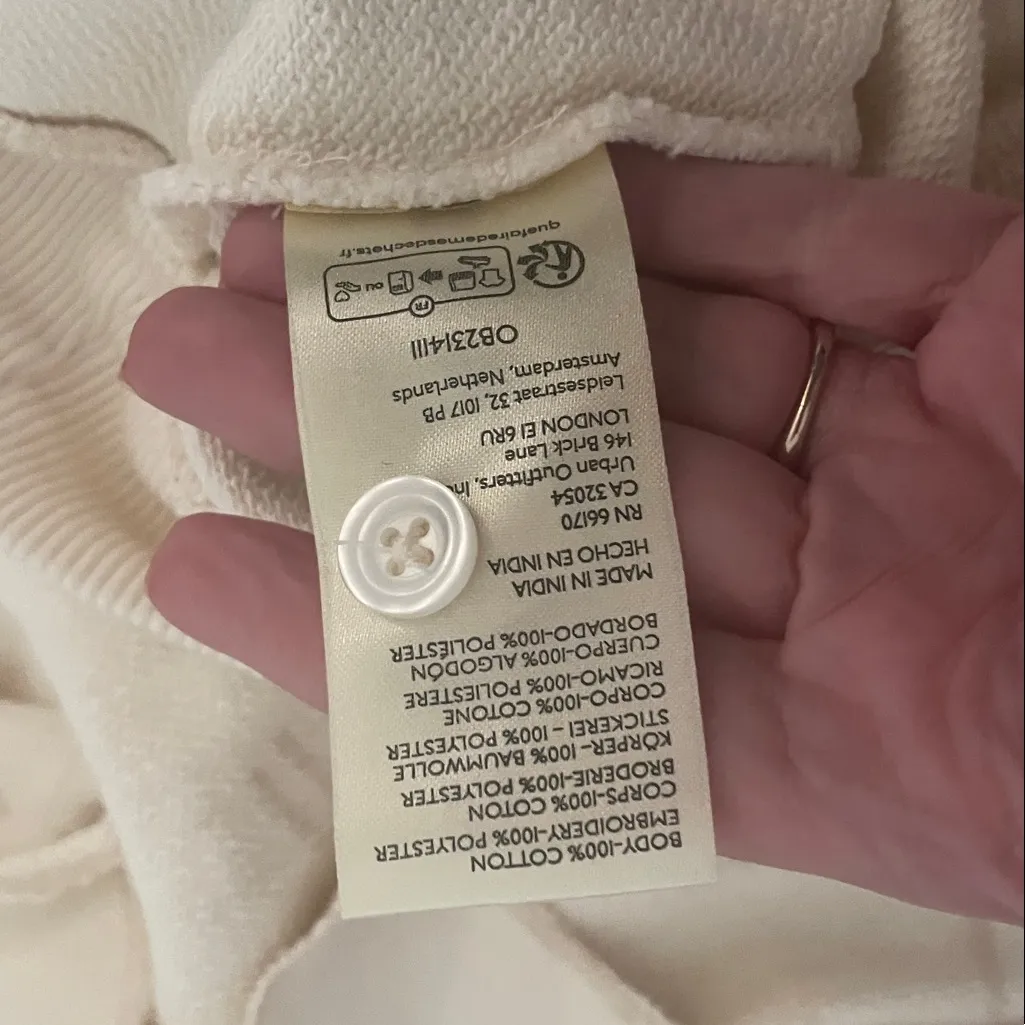 BODY-100% COTTON
EMBROIDERY-100% POLYESTER
CORPS-100% COTON
BRODERIE-100% POLYESTER
KÖRPER- 100% BAUMWOLLE
STICKEREI - 100% POLYESTER
CORPO-100% COTONE
RICAMO-100% POLIESTERE
CUERPO-100% ALGODÓN
BORDADO-100% POLIÉSTER
MADE IN INDIA
HECHO EN INDIA
RN 66170
CA 32054
Urban Outfitters,
146 Brick Lane
LONDON E1 6RU
Leidsestraat 32, 1017 PB
Amsterdam, Netherlands
OB2314111
FR
ou
quefairedemesdechets.fr